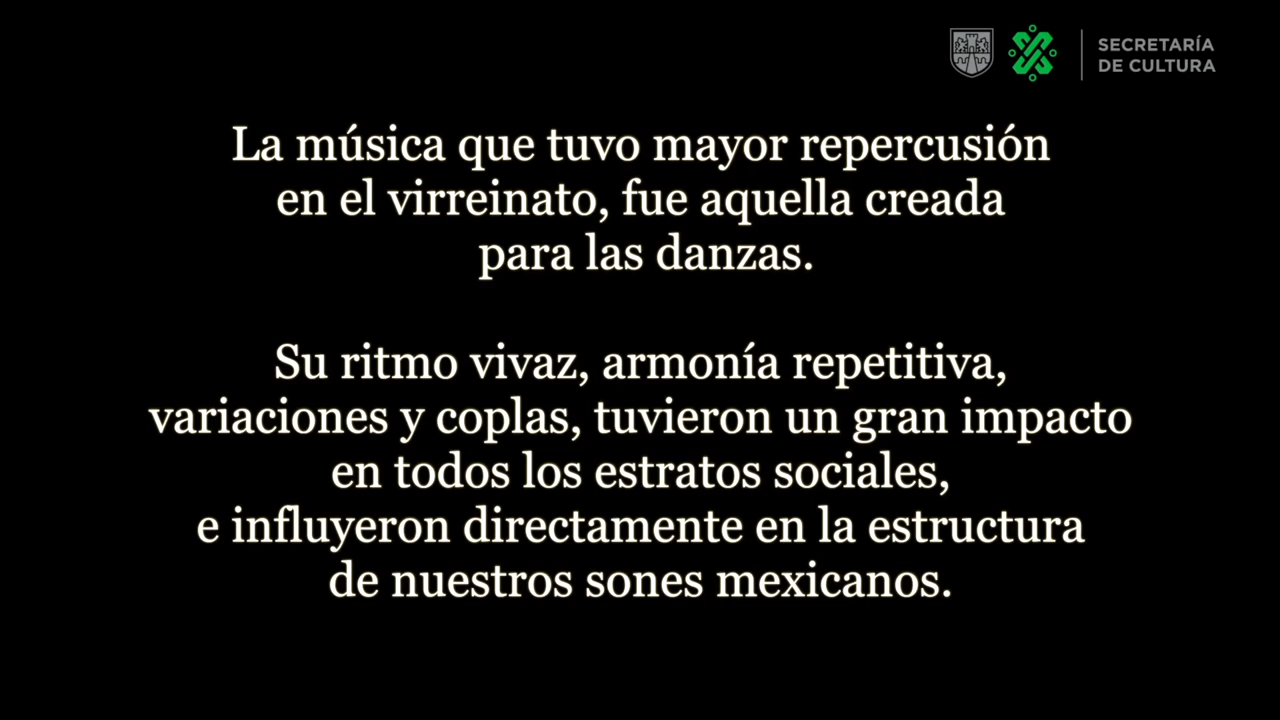 SECRETARÍA
DE CULTURA
La música que tuvo mayor repercusión
en el virreinato, fue aquella creada
para las danzas.
Su ritmo vivaz, armonía repetitiva,
variaciones y coplas, tuvieron un gran impacto
en todos los estratos sociales,
e influyeron directamente en la estructura
de nuestros sones mexicanos.